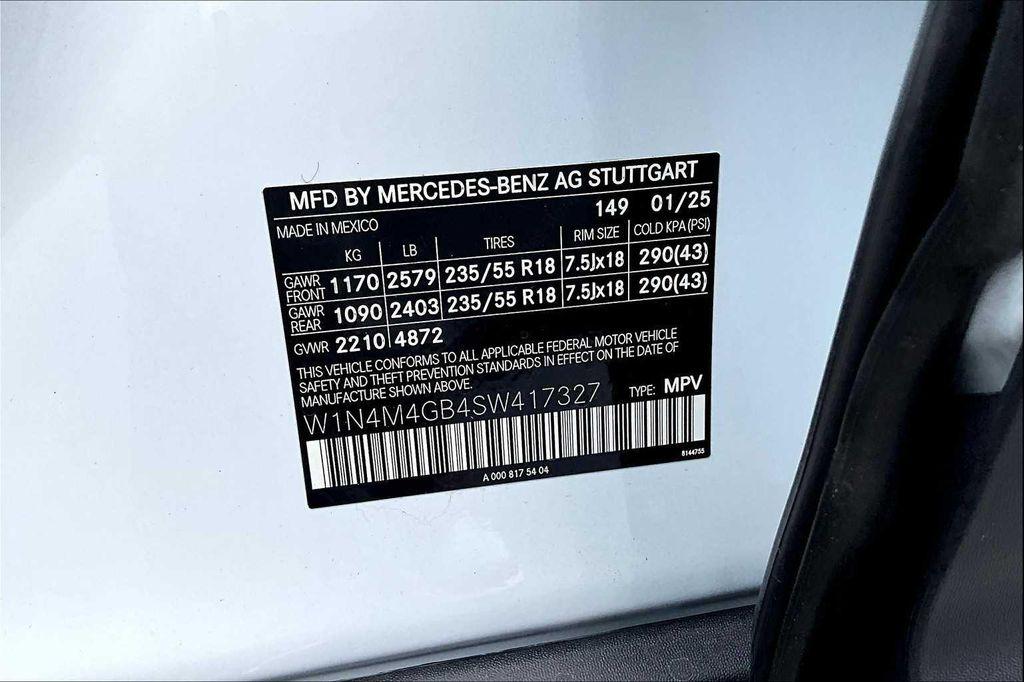 MFD BY MERCEDES-BENZ AG STUTTGART
MADE IN MEXICO 149 01/25
KG LB TIRES RIM SIZE COLD KPA (PSI)
GAWR FRONT 1170 2579 235/55 R18 7.5Jx18 290(43)
GAWR REAR 1090 2403 235/55 R18 7.5Jx18 290(43)
GVWR 2210 4872
THIS VEHICLE CONFORMS TO ALL APPLICABLE FEDERAL MOTOR VEHICLE
SAFETY AND THEFT PREVENTION STANDARDS IN EFFECT ON THE DATE OF
MANUFACTURE SHOWN ABOVE.
W1N4M4GB4SW417327 TYPE: MPV
8144755
A 000 817 54 04